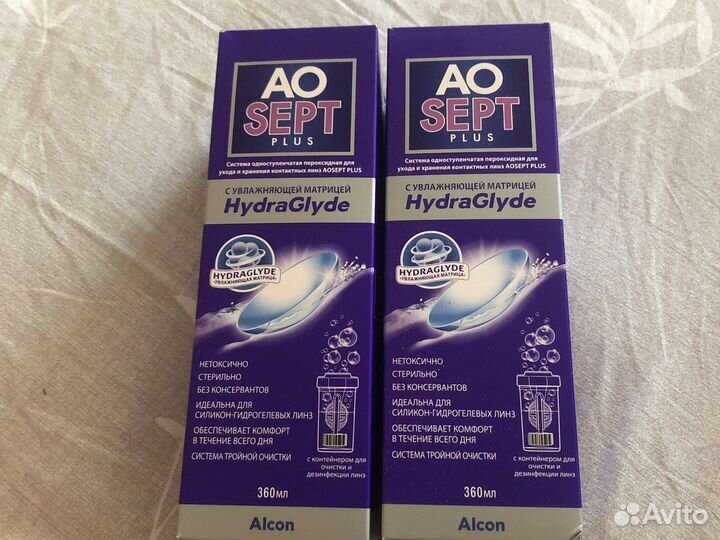 AO
SEPT
PLUS
Система одноступенчатая пероксидная для
ухода и хранения контактных линз AOSEPT PLUS
С УВЛАЖНЯЮЩЕЙ МАТРИЦЕЙ
HydraGlyde
HYDRAGLYDE
•УВЛАЖНЯЮЩАЯ МАТРИЦА•
НЕТОКСИЧНО
СТЕРИЛЬНО
БЕЗ КОНСЕРВАНТОВ
ИДЕАЛЬНА ДЛЯ
СИЛИКОН-ГИДРОГЕЛЕВЫХ ЛИНЗ
ОБЕСПЕЧИВАЕТ КОМФОРТ
В ТЕЧЕНИЕ ВСЕГО ДНЯ
СИСТЕМА ТРОЙНОЙ ОЧИСТКИ
с контейнером для
очистки и
дезинфекции линз
360мл
Alcon
AO
SEPT
PLUS
Система одноступенчатая пероксидная для
ухода и хранения контактных линз AOSEPT PLUS
С УВЛАЖНЯЮЩЕЙ МАТРИЦЕЙ
HydraGlyde
HYDRAGLYDE
•УВЛАЖНЯЮЩАЯ МАТРИЦА•
НЕТОКСИЧНО
СТЕРИЛЬНО
БЕЗ КОНСЕРВАНТОВ
ИДЕАЛЬНА ДЛЯ
СИЛИКОН-ГИДРОГЕЛЕВЫХ ЛИНЗ
ОБЕСПЕЧИВАЕТ КОМФОРТ
В ТЕЧЕНИЕ ВСЕГО ДНЯ
СИСТЕМА ТРОЙНОЙ ОЧИСТКИ
с контейнером для
очистки и
дезинфекции линз
360мл
Alcon
Avito